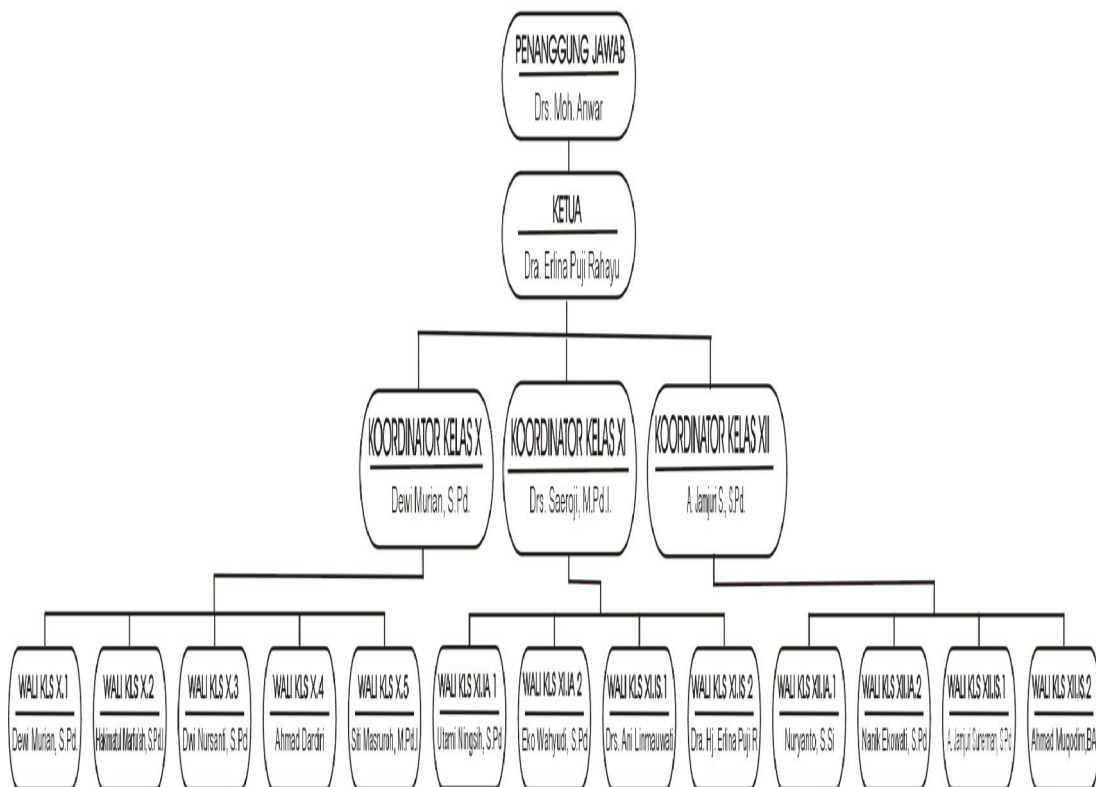 PENANGGUNG JAWAB
Drs. Moh. Anwar
KETUA
Dra. Erlina Puji Rahayu
KOORDINATOR KELAS X
Dewi Murian, S.Pd.
KOORDINATOR KELAS XI
Drs. Saeroji, M.Pd.I.
KOORDINATOR KELAS XII
A. Jamjuri S., S.Pd.
WALI KLS X.1
Dewi Murian, S.Pd.
WALI KLS X.2
S.Pd.
WALI KLS X.3
Dwi Nursanti, S.Pd
WALI KLS X.4
Ahmad Dardiri
WALI KLS X.5
Siti Masruroh, M.Pd.I
WALI KLS XI.IA 1
Utami Ningsih, S.Pd
WALI KLS XI.IA 2
Eko Wahyudi, S.Pd
WALI KLS XI.IS.1
Drs. Ani Linmauwati
WALI KLS XI.IS 2
Dra. Hj. Erlina Puji R
WALI KLS XII.IA.1
Nuryanto, S.Si
WALI KLS XII.IA.2
Nanik Ekowati, S.Pd
WALI KLS XII.IS 1
A. Jamjuri S.Pd
WALI KLS XII.IS.2
Ahmad Muqodim,BA